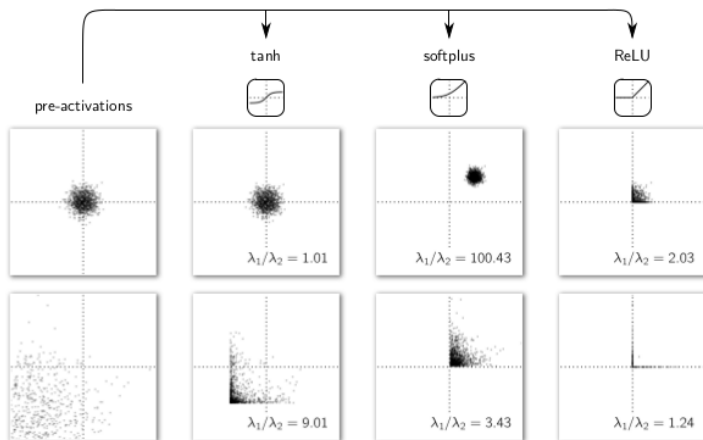 tanh softplus ReLU
pre-activations
λ₁/λ₂ = 1.01 λ₁/λ₂ = 100.43 λ₁/λ₂ = 2.03
λ₁/λ₂ = 9.01 λ₁/λ₂ = 3.43 λ₁/λ₂ = 1.24